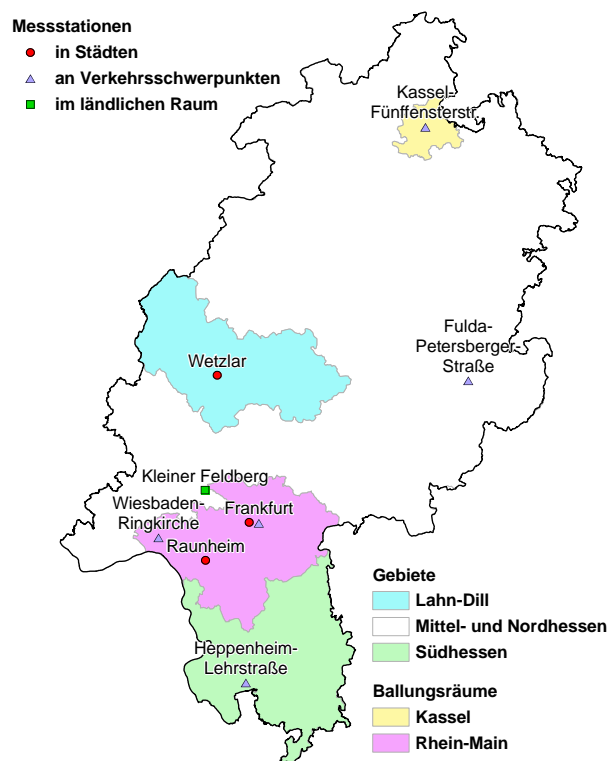 Messstationen
in Städten
an Verkehrsschwerpunkten
im ländlichen Raum
Kassel-
Fünffensterstr.
Fulda-
Petersberger-
Straße
Wetzlar
Kleiner Feldberg
Wiesbaden-
Ringkirche
Frankfurt
Raunheim
Heppenheim-
Lehrstraße
Gebiete
Lahn-Dill
Mittel- und Nordhessen
Südhessen
Ballungsräume
Kassel
Rhein-Main